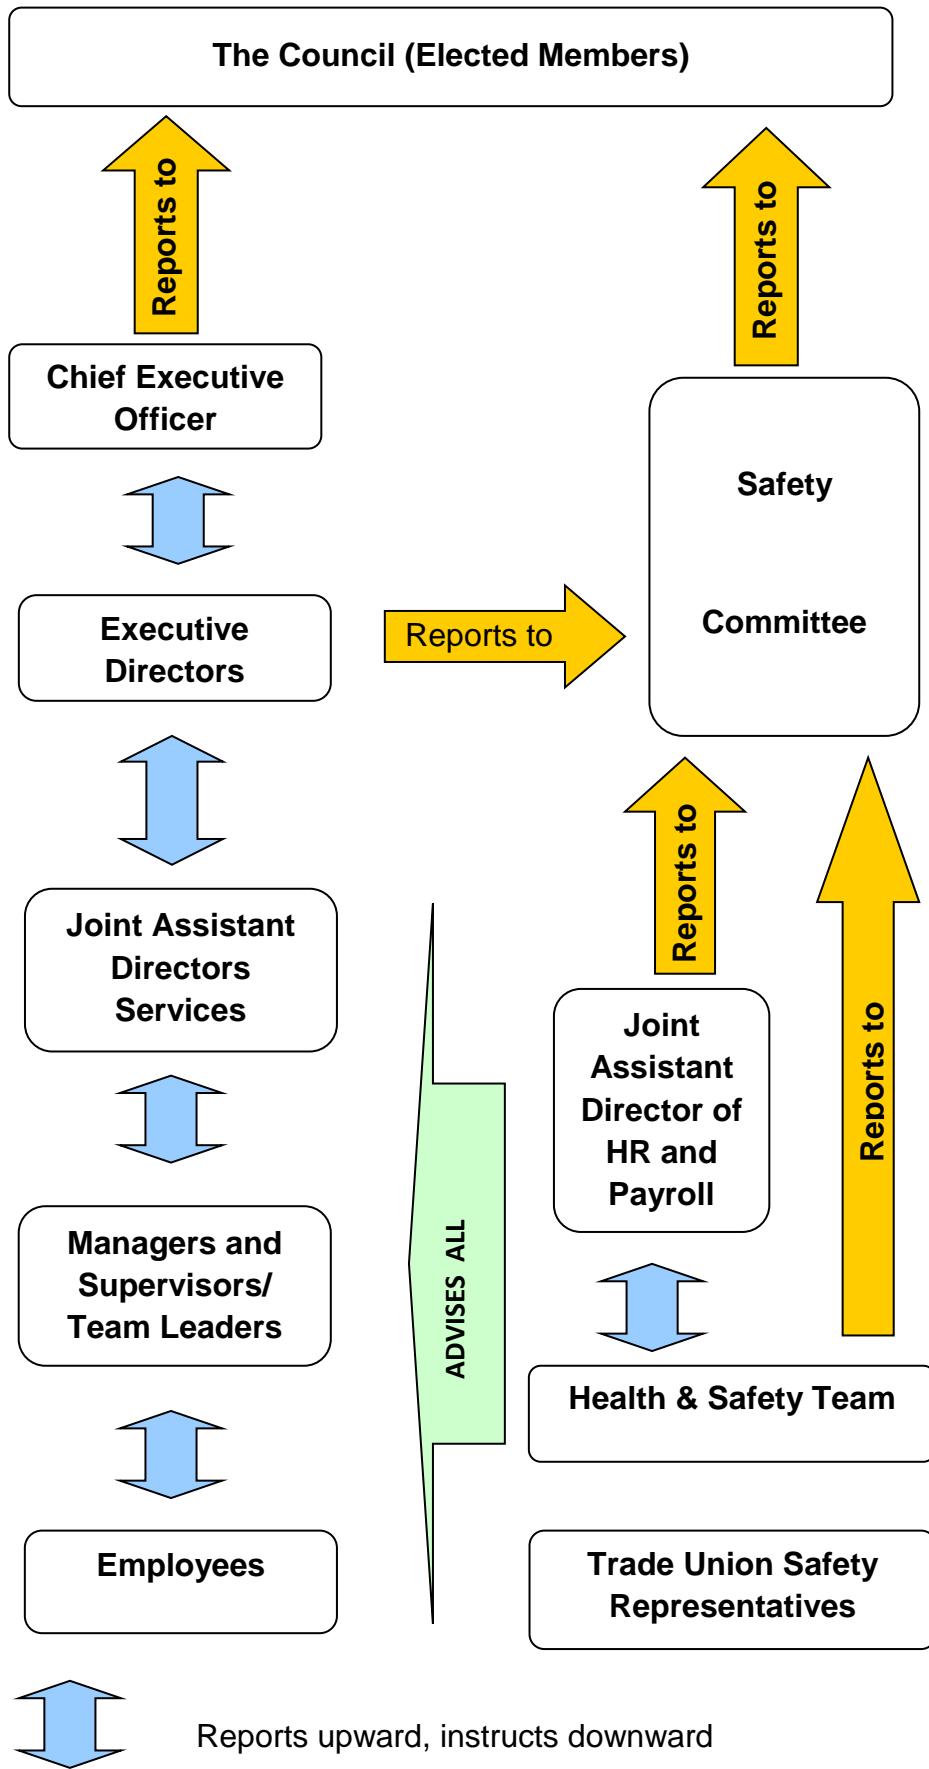 The Council (Elected Members)
Reports to
Reports to
Chief Executive
Officer
Safety
Committee
Executive
Directors
Reports to
Reports to
Reports to
Joint Assistant
Directors
Services
Joint
Assistant
Director of
HR and
Payroll
ADVISES ALL
Managers and
Supervisors/
Team Leaders
Health & Safety Team
Employees
Trade Union Safety
Representatives
Reports upward, instructs downward